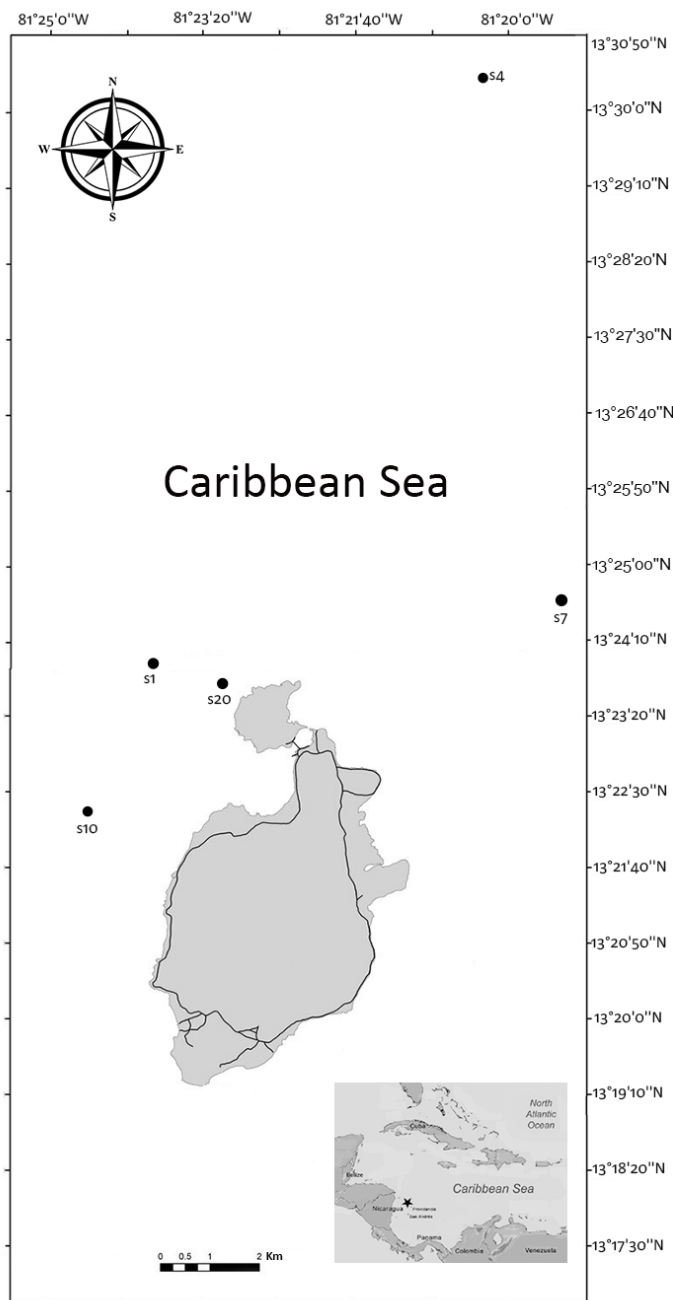 81°25'0"W 81°23'20"W 81°21'40"W 81°20'0"W
13°30'50"N
s4
13°30'0"N
N
W E
S
13°29'10"N
13°28'20"N
13°27'30"N
13°26'40"N
Caribbean Sea
13°25'50"N
13°25'00"N
s7
13°24'10"N
s1
s20
13°23'20"N
13°22'30"N
s10
13°21'40"N
13°20'50"N
13°20'0"N
13°19'10"N
North
Atlantic
Ocean
Cuba
13°18'20"N
Belize
Caribbean Sea
Nicaragua
Providencia
San Andrés
Panama
Colombia
Venezuela
13°17'30"N
0 0.5 1 2 Km